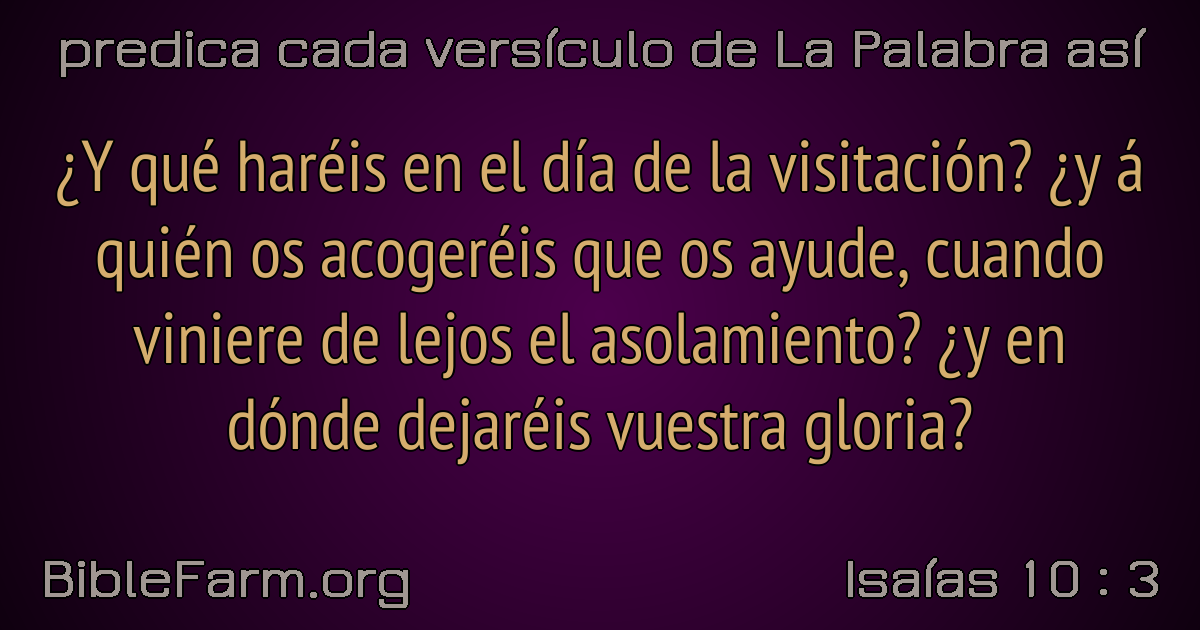 predica cada versículo de La Palabra así
¿Y qué haréis en el día de la visitación? ¿y á
quién os acogeréis que os ayude, cuando
viniere de lejos el asolamiento? ¿y en
dónde dejaréis vuestra gloria?
BibleFarm.org
Isaías 10 : 3